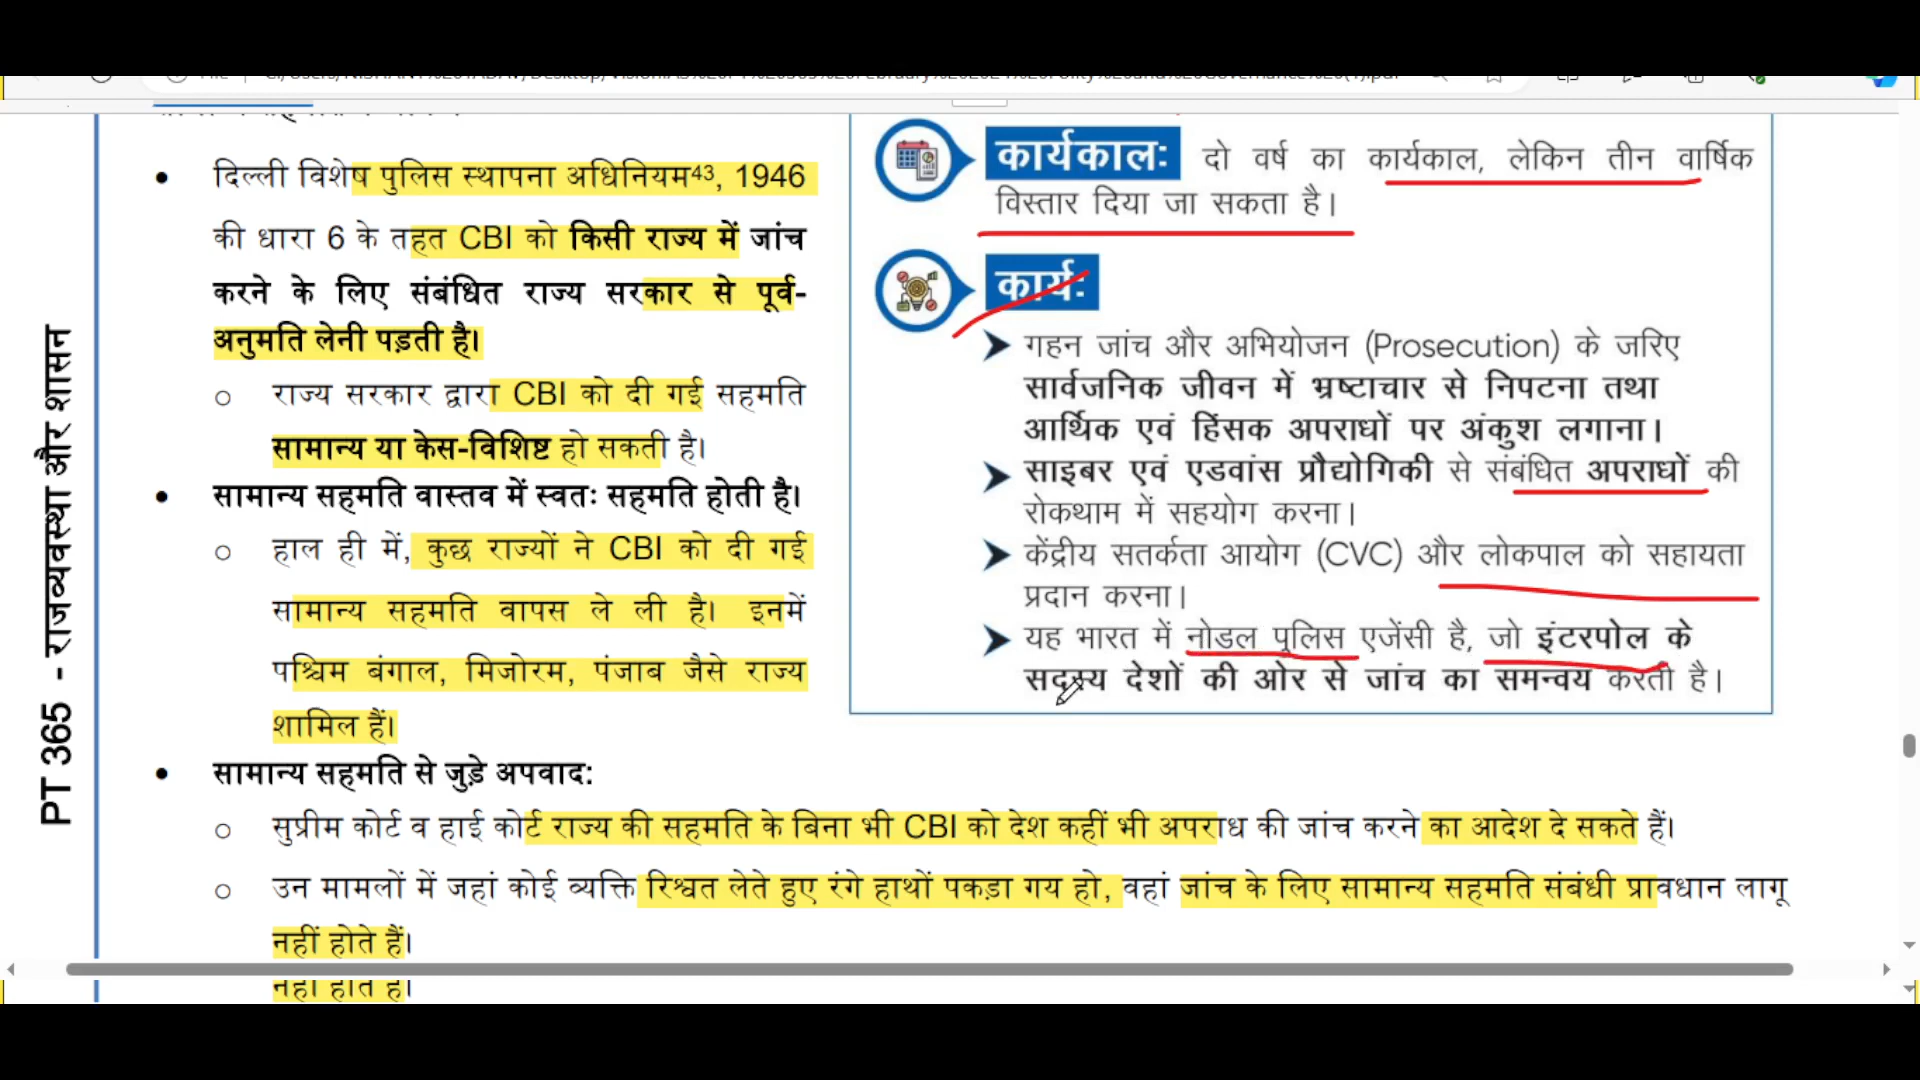 PT 365 - राजव्यवस्था और शासन
दिल्ली विशेष पुलिस स्थापना अधिनियम43, 1946
की धारा 6 के तहत CBI को किसी राज्य में जांच
करने के लिए संबंधित राज्य सरकार से पूर्व-
अनुमति लेनी पड़ती है।
राज्य सरकार द्वारा CBI को दी गई सहमति
सामान्य या केस-विशिष्ट हो सकती है।
सामान्य सहमति वास्तव में स्वतः सहमति होती है।
हाल ही में, कुछ राज्यों ने CBI को दी गई
सामान्य सहमति वापस ले ली है। इनमें
पश्चिम बंगाल, मिजोरम, पंजाब जैसे राज्य
शामिल हैं।
कार्यकालः दो वर्ष का कार्यकाल, लेकिन तीन वार्षिक
विस्तार दिया जा सकता है।
कार्यः
गहन जांच और अभियोजन (Prosecution) के जरिए
सार्वजनिक जीवन में भ्रष्टाचार से निपटना तथा
आर्थिक एवं हिंसक अपराधों पर अंकुश लगाना।
साइबर एवं एडवांस प्रौद्योगिकी से संबंधित अपराधों की
रोकथाम में सहयोग करना।
केंद्रीय सतर्कता आयोग (CVC) और लोकपाल को सहायता
प्रदान करना।
यह भारत में नोडल पुलिस एजेंसी है, जो इंटरपोल के
सदस्य देशों की ओर से जांच का समन्वय करती है।
सामान्य सहमति से जुड़े अपवाद:
सुप्रीम कोर्ट व हाई कोर्ट राज्य की सहमति के बिना भी CBI को देश कहीं भी अपराध की जांच करने का आदेश दे सकते हैं।
उन मामलों में जहां कोई व्यक्ति रिश्वत लेते हुए रंगे हाथों पकड़ा गय हो, वहां जांच के लिए सामान्य सहमति संबंधी प्रावधान लागू
नहीं होते हैं।
नहीं होते हैं।